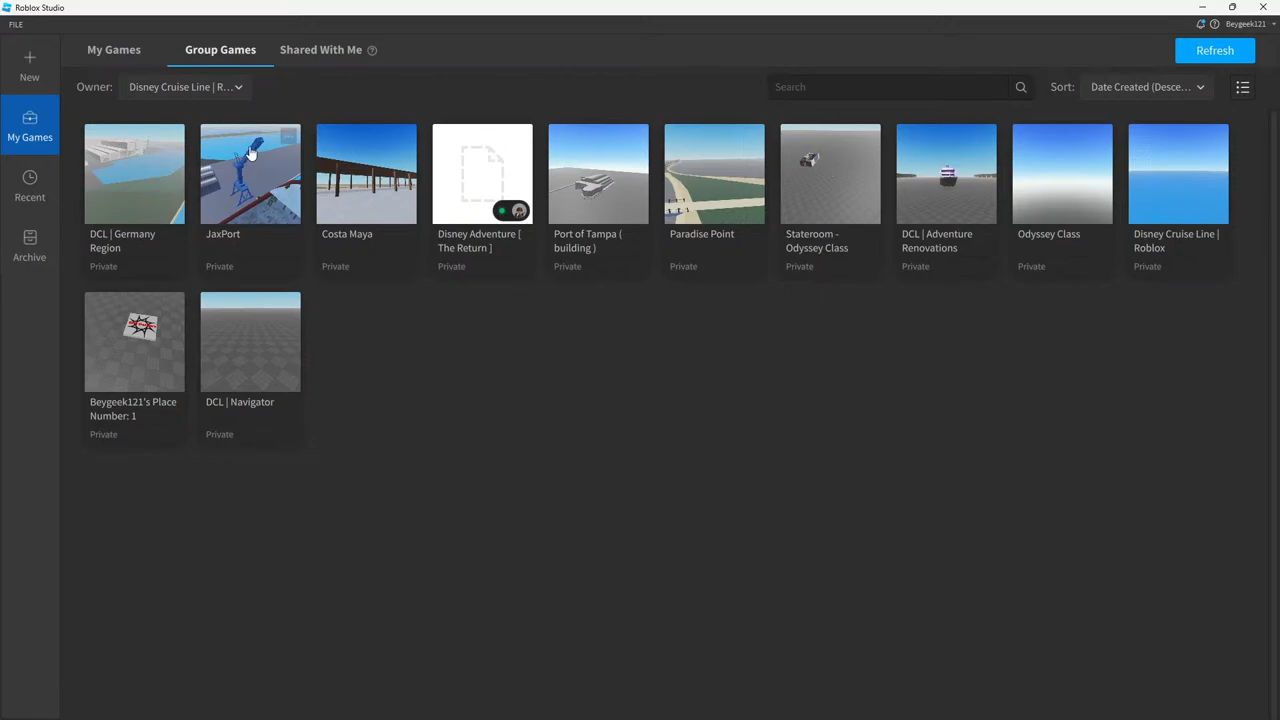 Roblox Studio
FILE
Beygeek121
New
My Games
Recent
Archive
My Games
Group Games
Shared With Me
Refresh
Owner:
Disney Cruise Line | R...
Search
Sort:
Date Created (Desce...
DCL | Germany
Region
Private
JaxPort
Private
Costa Maya
Private
Disney Adventure [
The Return ]
Private
Port of Tampa (
building )
Private
Paradise Point
Private
Stateroom -
Odyssey Class
Private
DCL | Adventure
Renovations
Private
Odyssey Class
Private
Disney Cruise Line |
Roblox
Private
Beygeek121's Place
Number: 1
Private
DCL | Navigator
Private